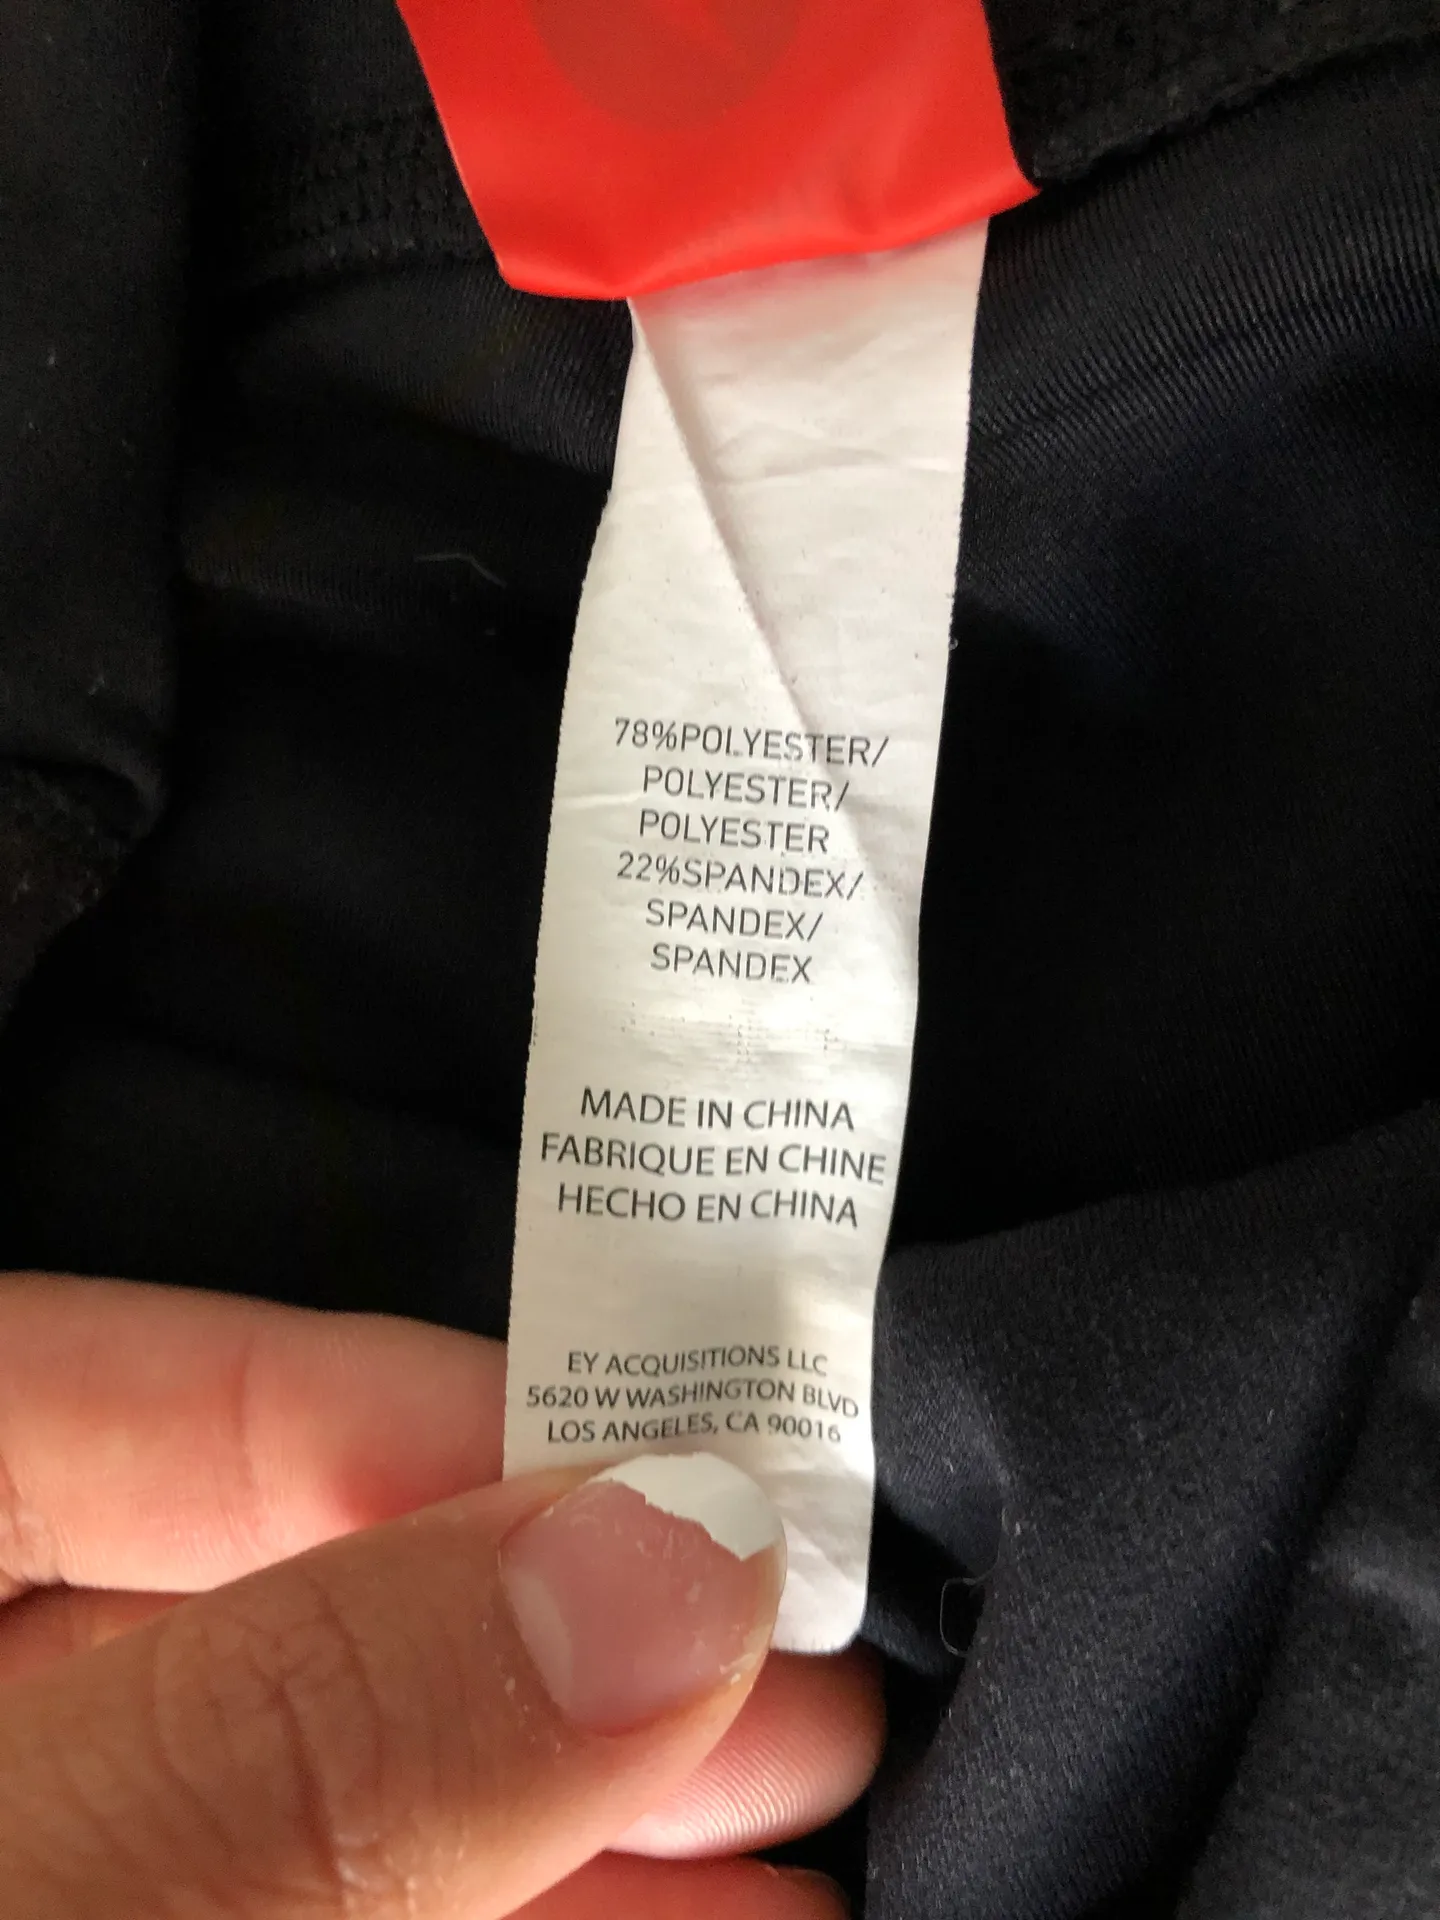 78%POLYESTER/
POLYESTER/
POLYESTER
22%SPANDEX/
SPANDEX/
SPANDEX
MADE IN CHINA
FABRIQUE EN CHINE
HECHO EN CHINA
EY ACQUISITIONS LLC
5620 W WASHINGTON BLVD
LOS ANGELES, CA 90016